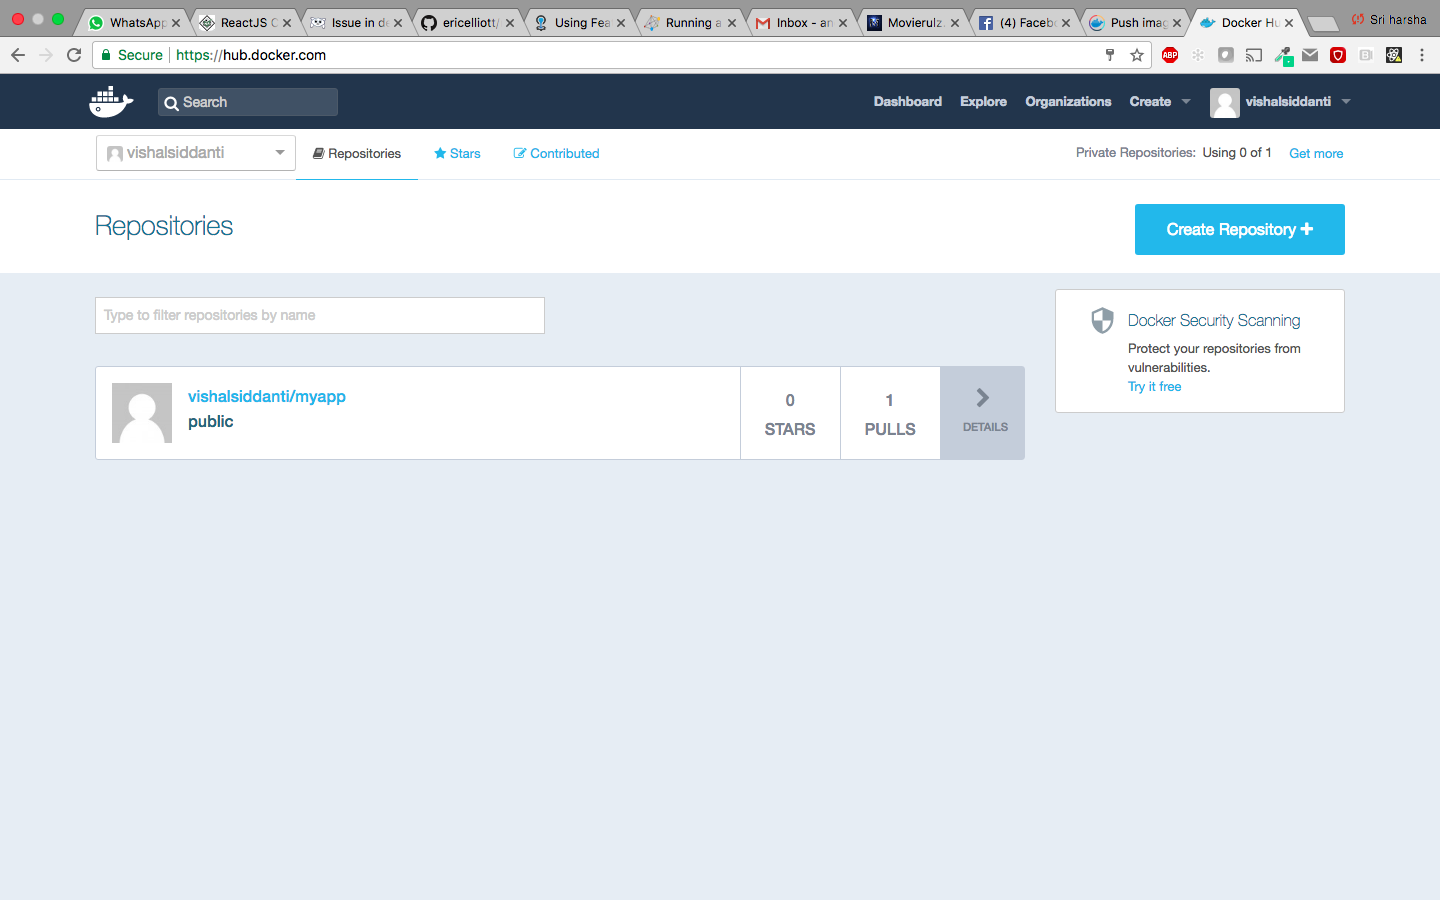 WhatsApp
ReactJS C
Issue in de
ericelliott/
Using Fea
Running a
Inbox - an
Movierulz.
(4) Facebo
Push imag
Docker Hu
Sri harsha
Secure
https://hub.docker.com
ABP
Search
Dashboard
Explore
Organizations
Create
vishalsiddanti
vishalsiddanti
Repositories
Stars
Contributed
Private Repositories: Using 0 of 1
Get more
Repositories
Create Repository
Type to filter repositories by name
Docker Security Scanning
Protect your repositories from
vulnerabilities.
Try it free
vishalsiddanti/myapp
public
0
STARS
1
PULLS
DETAILS